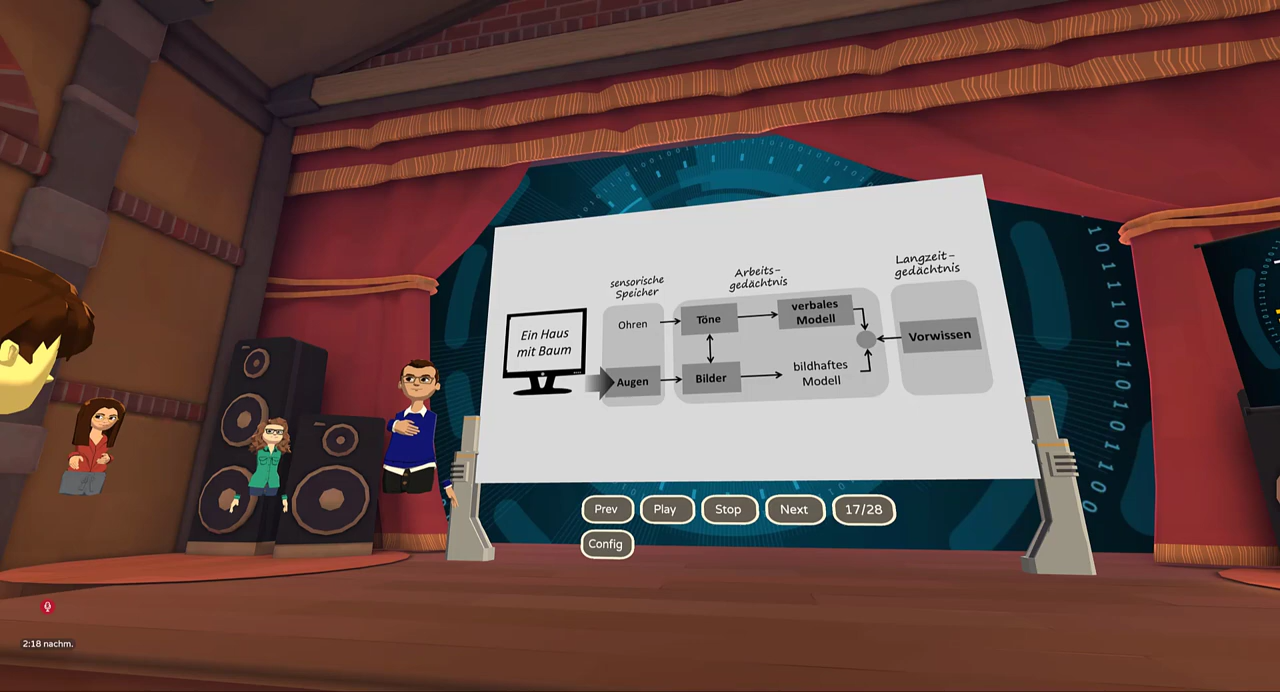 sensorische
Speicher
Arbeits-
gedächtnis
Langzeit-
gedächtnis
Ein Haus
mit Baum
Ohren
Töne
verbales
Modell
Vorwissen
Augen
Bilder
bildhaftes
Modell
Prev
Play
Stop
Next
17/28
Config
2:18 nachm.